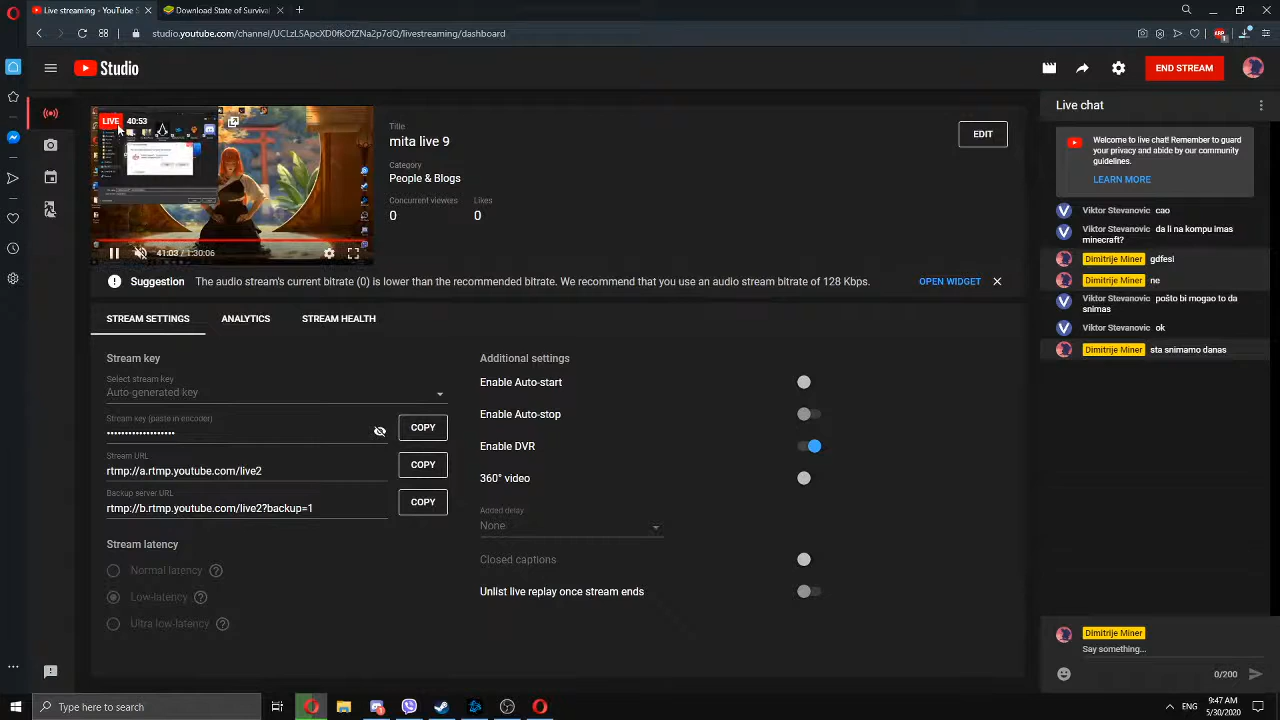 Live streaming - YouTube S
Download State of Survival
studio.youtube.com/channel/UCLzLSApcXD0fkOfZNa2p7dQ/livestreaming/dashboard
Studio
END STREAM
LIVE 40:53
41:03 / 1:30:06
Title
mita live 9
Category
People & Blogs
Concurrent viewers
0
Likes
0
EDIT
Suggestion The audio stream's current bitrate (0) is the recommended bitrate. We recommend that you use an audio stream bitrate of 128 Kbps.
OPEN WIDGET
STREAM SETTINGS
ANALYTICS
STREAM HEALTH
Stream key
Select stream key
Auto-generated key
Stream key (paste in encoder)
••••••••••••••••••
COPY
Stream URL
rtmp://a.rtmp.youtube.com/live2
COPY
Backup server URL
rtmp://b.rtmp.youtube.com/live2?backup=1
COPY
Stream latency
Normal latency
Low-latency
Ultra low-latency
Additional settings
Enable Auto-start
Enable Auto-stop
Enable DVR
360° video
Added delay
None
Closed captions
Unlist live replay once stream ends
Live chat
Welcome to live chat! Remember to guard
your privacy and abide by our community
guidelines.
LEARN MORE
Viktor Stevanovic cao
Viktor Stevanovic da li na kompu imas
minecraft?
Dimitrije Miner gdfesl
Dimitrije Miner ne
Viktor Stevanovic pošto bi mogao to da
snimas
Viktor Stevanovic ok
Dimitrije Miner sta snimamo danas
Dimitrije Miner
Say something...
0/200
Type here to search
ENG
9:47 AM
5/30/2020